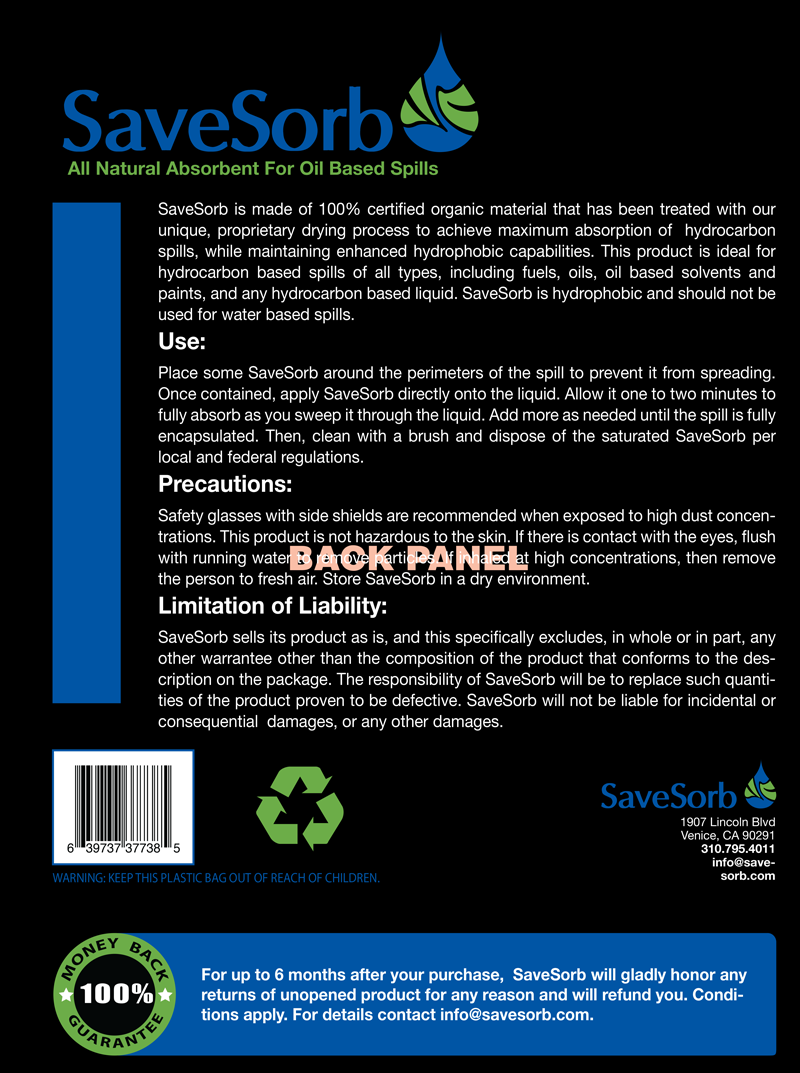 SaveSorb
All Natural Absorbent For Oil Based Spills
SaveSorb is made of 100% certified organic material that has been treated with our
unique, proprietary drying process to achieve maximum absorption of hydrocarbon
spills, while maintaining enhanced hydrophobic capabilities. This product is ideal for
hydrocarbon based spills of all types, including fuels, oils, oil based solvents and
paints, and any hydrocarbon based liquid. SaveSorb is hydrophobic and should not be
used for water based spills.
Use:
Place some SaveSorb around the perimeters of the spill to prevent it from spreading.
Once contained, apply SaveSorb directly onto the liquid. Allow it one to two minutes to
fully absorb as you sweep it through the liquid. Add more as needed until the spill is fully
encapsulated. Then, clean with a brush and dispose of the saturated SaveSorb per
local and federal regulations.
Precautions:
Safety glasses with side shields are recommended when exposed to high dust concen-
trations. This product is not hazardous to the skin. If there is contact with the eyes, flush
with running water to remove particles. If inhaled at high concentrations, then remove
BACK PANEL
the person to fresh air. Store SaveSorb in a dry environment.
Limitation of Liability:
SaveSorb sells its product as is, and this specifically excludes, in whole or in part, any
other warrantee other than the composition of the product that conforms to the des-
cription on the package. The responsibility of SaveSorb will be to replace such quanti-
ties of the product proven to be defective. SaveSorb will not be liable for incidental or
consequential damages, or any other damages.
6 39737 37738 5
WARNING: KEEP THIS PLASTIC BAG OUT OF REACH OF CHILDREN.
SaveSorb
1907 Lincoln Blvd
Venice, CA 90291
310.795.4011
info@save-
sorb.com
MONEY BACK
100%
GUARANTEE
For up to 6 months after your purchase, SaveSorb will gladly honor any
returns of unopened product for any reason and will refund you. Condi-
tions apply. For details contact info@savesorb.com.